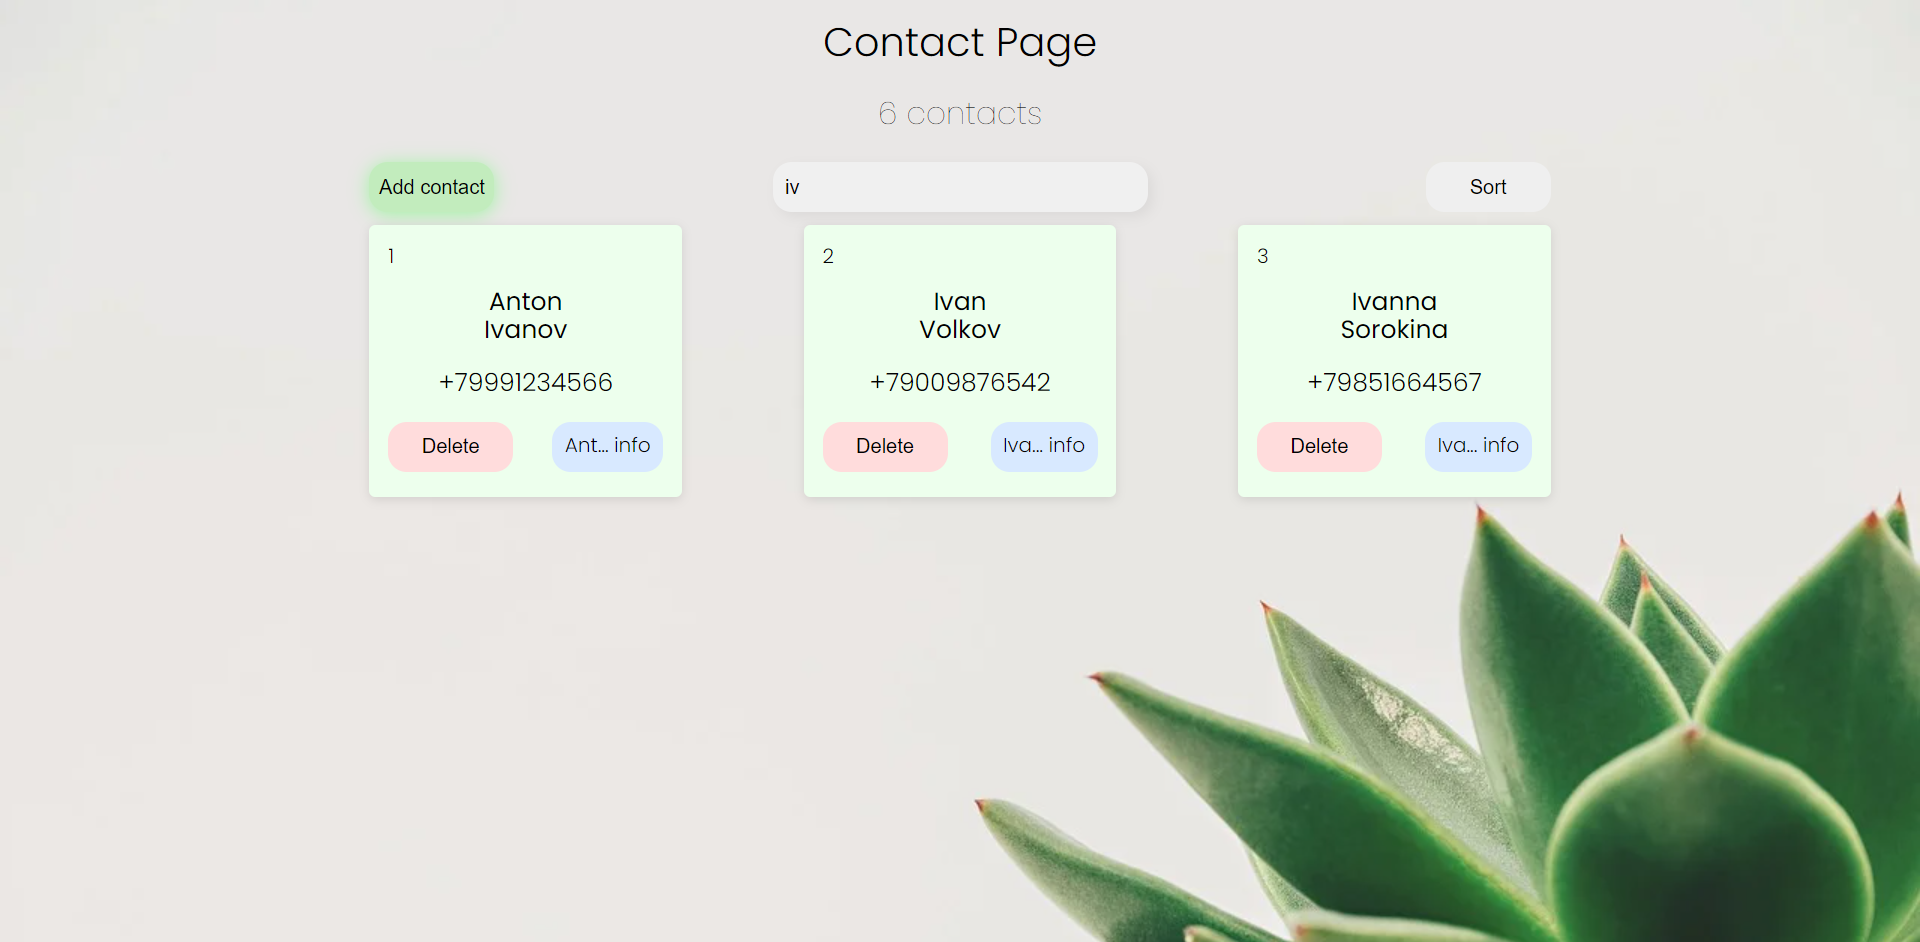 Contact Page
6 contacts
Add contact
iv
Sort
1
Anton
Ivanov
+79991234566
Delete
Ant... info
2
Ivan
Volkov
+79009876542
Delete
Iva... info
3
Ivanna
Sorokina
+79851664567
Delete
Iva... info